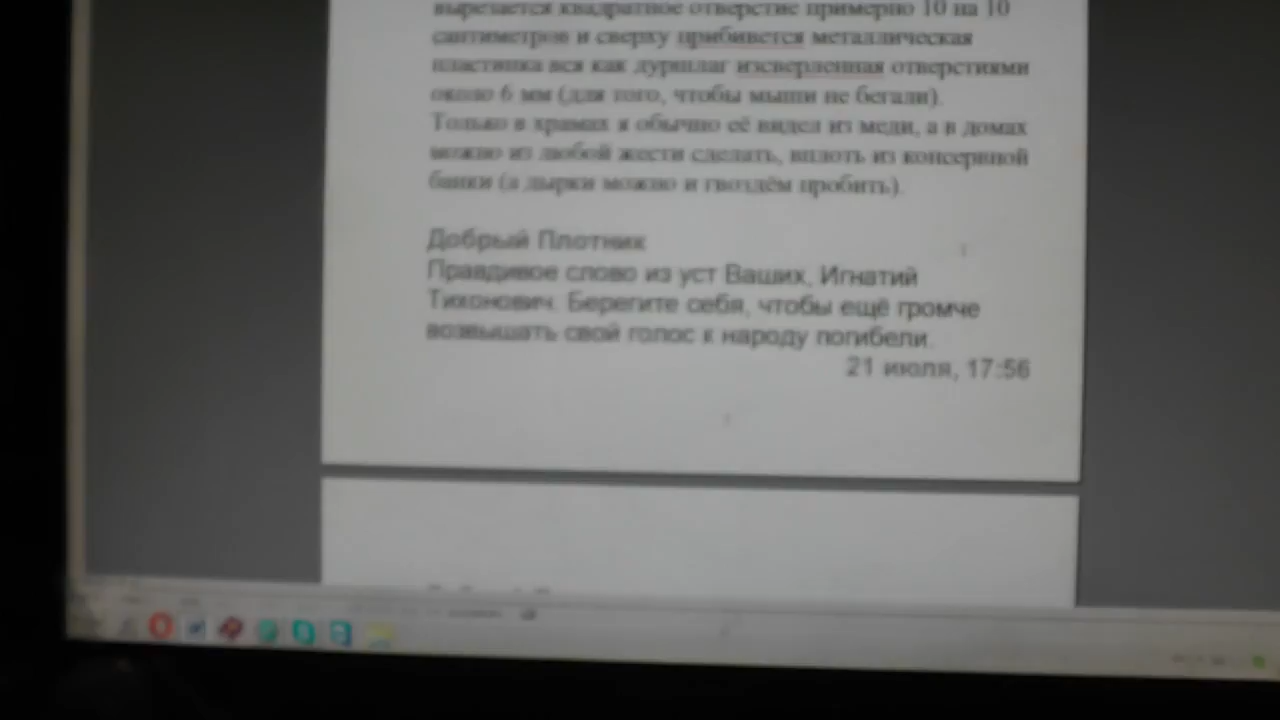 вырезается квадратное отверстие примерно 10 на 10
сантиметров и сверху прибивется металлическая
пластинка вся как дуршлаг изсверленная отверстиями
около 6 мм (для того, чтобы мыши не бегали).
Только в храмах я обычно её видел из меди, а в домах
можно из любой жести сделать, вплоть из консервной
банки (а дырки можно и гвоздём пробить).
Добрый Плотник
Правдивое слово из уст Ваших, Игнатий
Тихонович. Берегите себя, чтобы ещё громче
возвышать свой голос к народу погибели.
21 июля, 17:56